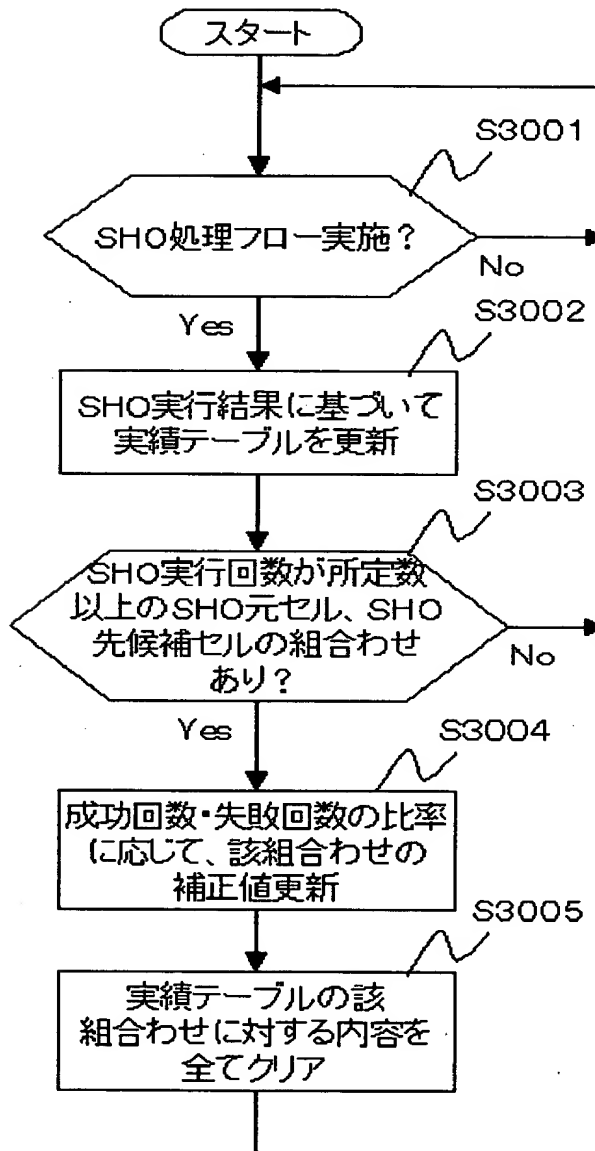 スタート
S3001
SHO処理フロー実施？
No
Yes
S3002
SHO実行結果に基づいて
実績テーブルを更新
S3003
SHO実行回数が所定数
以上のSHO元セル、SHO
先候補セルの組合わせ
あり？
No
Yes
S3004
成功回数・失敗回数の比率
に応じて、該組合わせの
補正値更新
S3005
実績テーブルの該
組合わせに対する内容を
全てクリア